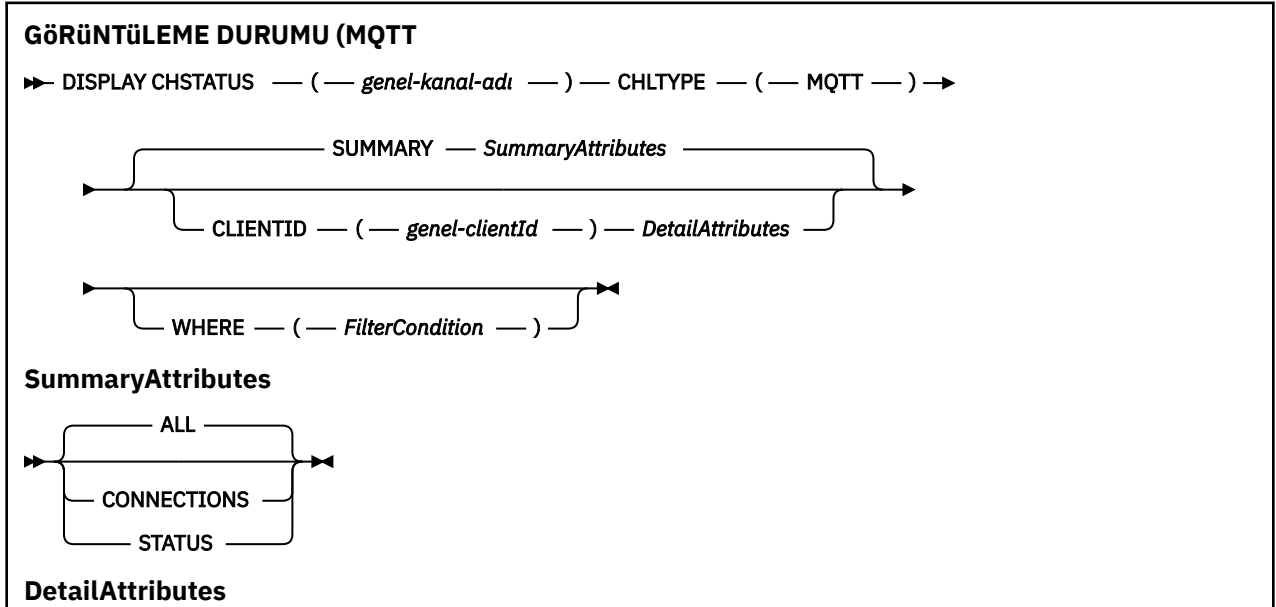 GöRüNTüLEME DURUMU (MQTT
DISPLAY CHSTATUS ( genel-kanal-adı ) CHLTYPE ( MQTT )
SUMMARY SummaryAttributes
CLIENTID ( genel-clientId ) DetailAttributes
WHERE ( FilterCondition )
SummaryAttributes
ALL
CONNECTIONS
STATUS
DetailAttributes